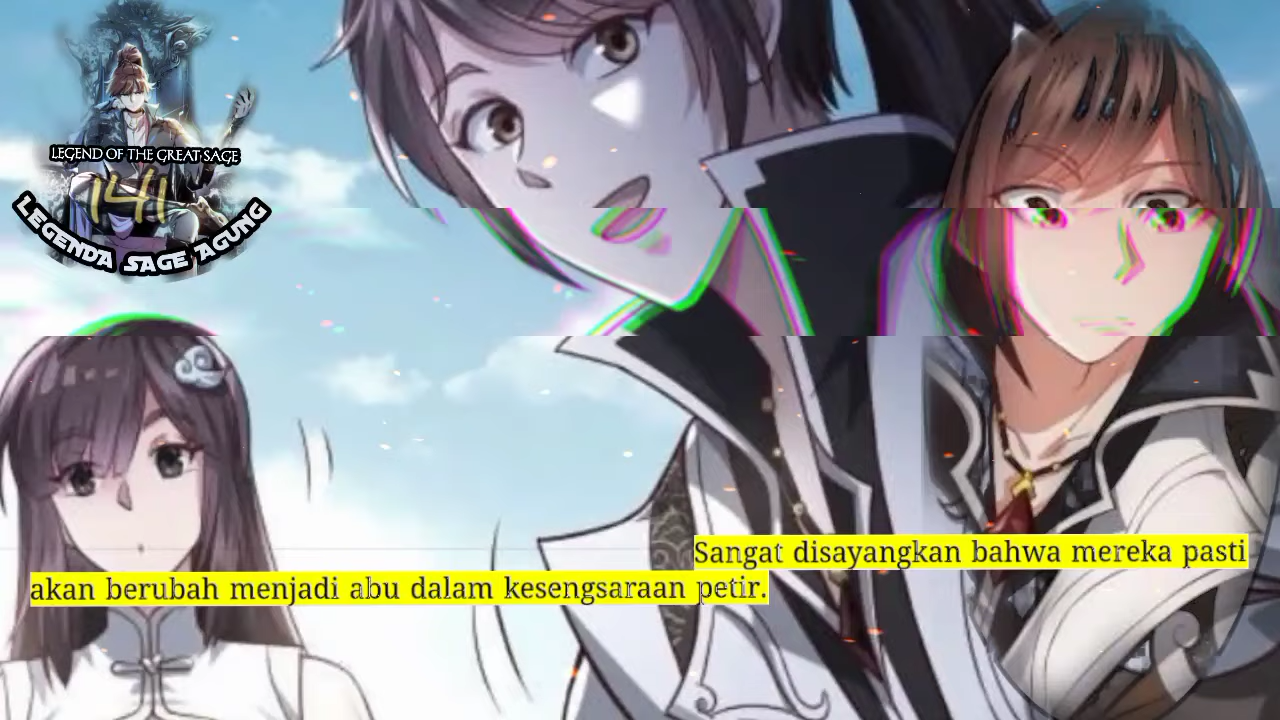 LEGEND OF THE GREAT SAGE
141
LEGENDA SAGE AGUNG
Sangat disayangkan bahwa mereka pasti
akan berubah menjadi abu dalam kesengsaraan petir.